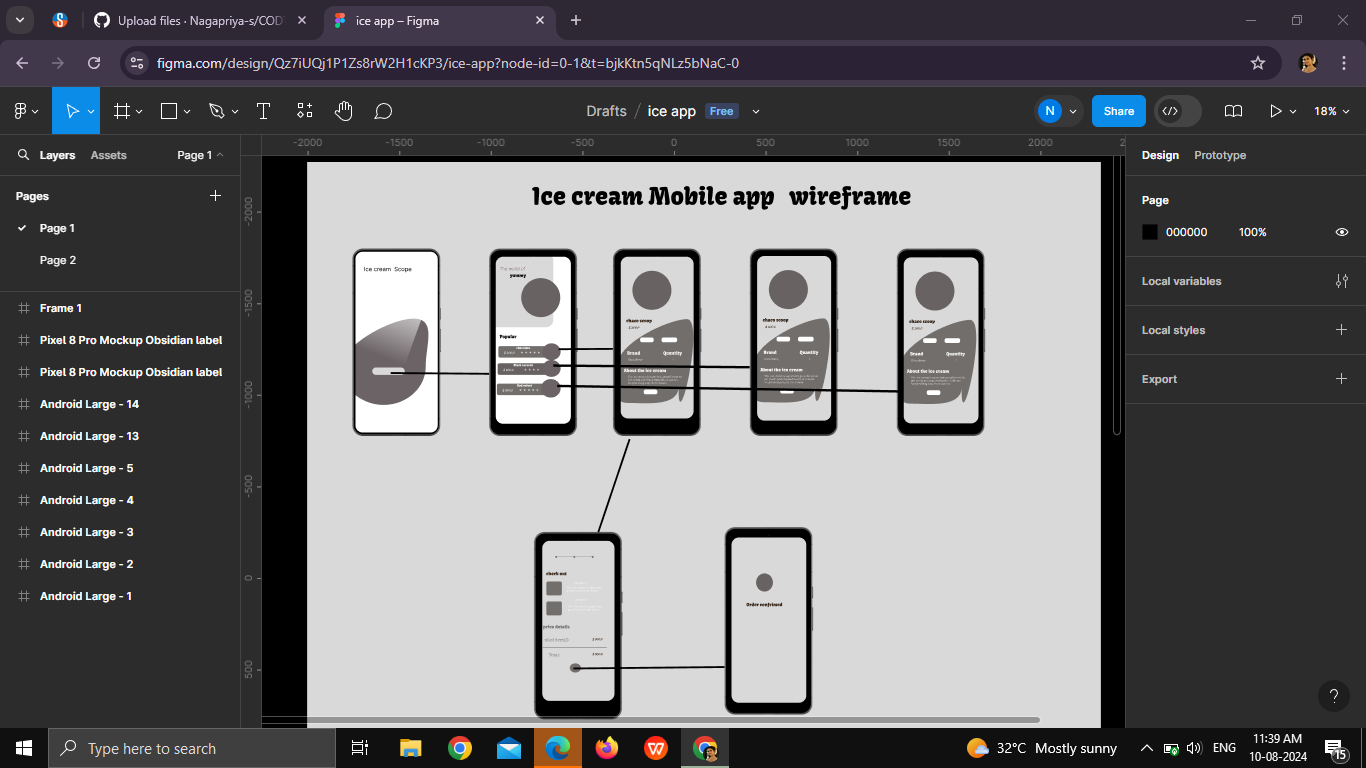 Upload files · Nagapriya-s/COD
ice app – Figma
figma.com/design/Qz7iUQj1P1Zs8rW2H1cKP3/ice-app?node-id=0-1&t=bjkKtn5qNLz5bNaC-0
Drafts / ice app Free
N
Share
18%
Layers Assets Page 1
Pages
Page 1
Page 2
Frame 1
Pixel 8 Pro Mockup Obsidian label
Pixel 8 Pro Mockup Obsidian label
Android Large - 14
Android Large - 13
Android Large - 5
Android Large - 4
Android Large - 3
Android Large - 2
Android Large - 1
-2000 -1500 -1000 -500 0 500 1000 1500 2000
-2000
-1500
-1000
-500
0
500
Ice cream Mobile app wireframe
Ice cream Scope
yummy
Popular
choco scoop
Brand Quantity
About the ice cream
choco scoop
Brand Quantity
About the ice cream
choco scoop
Brand Quantity
About the ice cream
check out
price details
Order confrimed
Design Prototype
Page
000000 100%
Local variables
Local styles
Export
?
Type here to search
32°C Mostly sunny
ENG
11:39 AM
10-08-2024
15